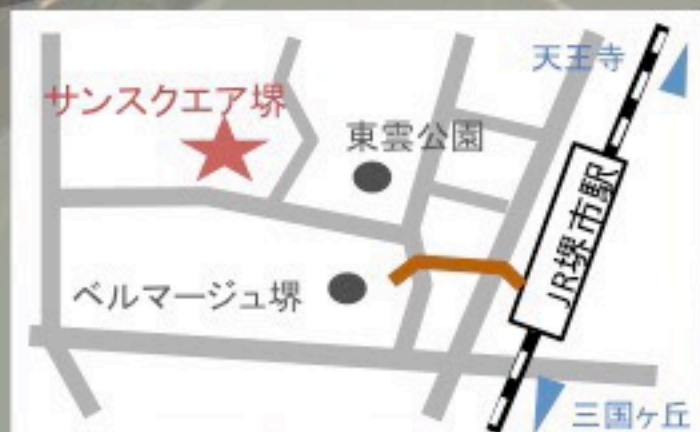 天王寺
サンスクエア堺
東雲公園
JR堺市駅
ベルマージュ堺
三国ヶ丘